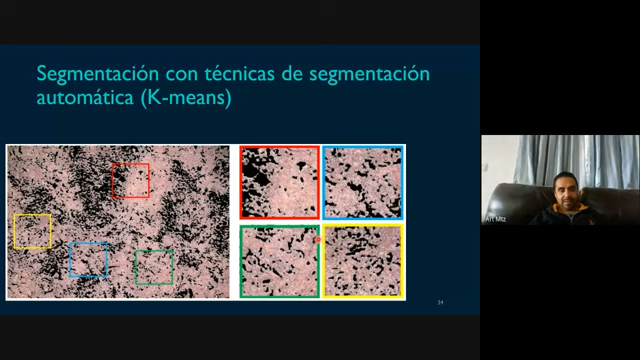 Segmentación con técnicas de segmentación
automática (K-means)
Art Mtz
34